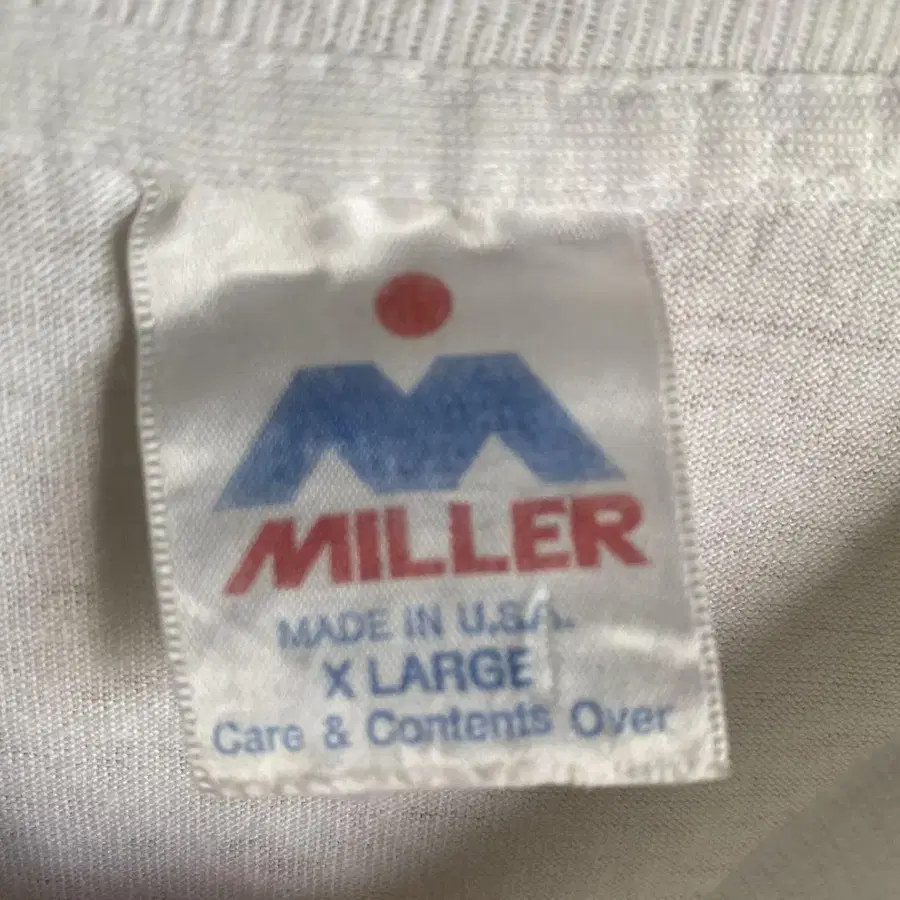 MILLER
MADE IN U.S.A.
X LARGE
Care & Contents Over